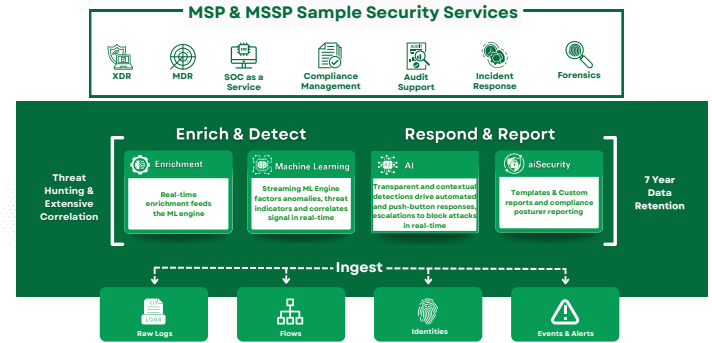 MSP & MSSP Sample Security Services
XDR
MDR
SOC as a
Service
Compliance
Management
Audit
Support
Incident
Response
Forensics
Enrich & Detect
Respond & Report
Threat
Hunting &
Extensive
Correlation
Enrichment
Real-time
enrichment feeds
the ML engine
Machine Learning
Streaming ML Engine
factors anomalies, threat
indicators and correlates
signal in real-time
AI
Transparent and contextual
detections drive automated
and push-button responses,
escalations to block attacks
in real-time
aiSecurity
Templates & Custom
reports and compliance
posturer reporting
7 Year
Data
Retention
Ingest
LOGS
Raw Logs
Flows
Identities
Events & Alerts